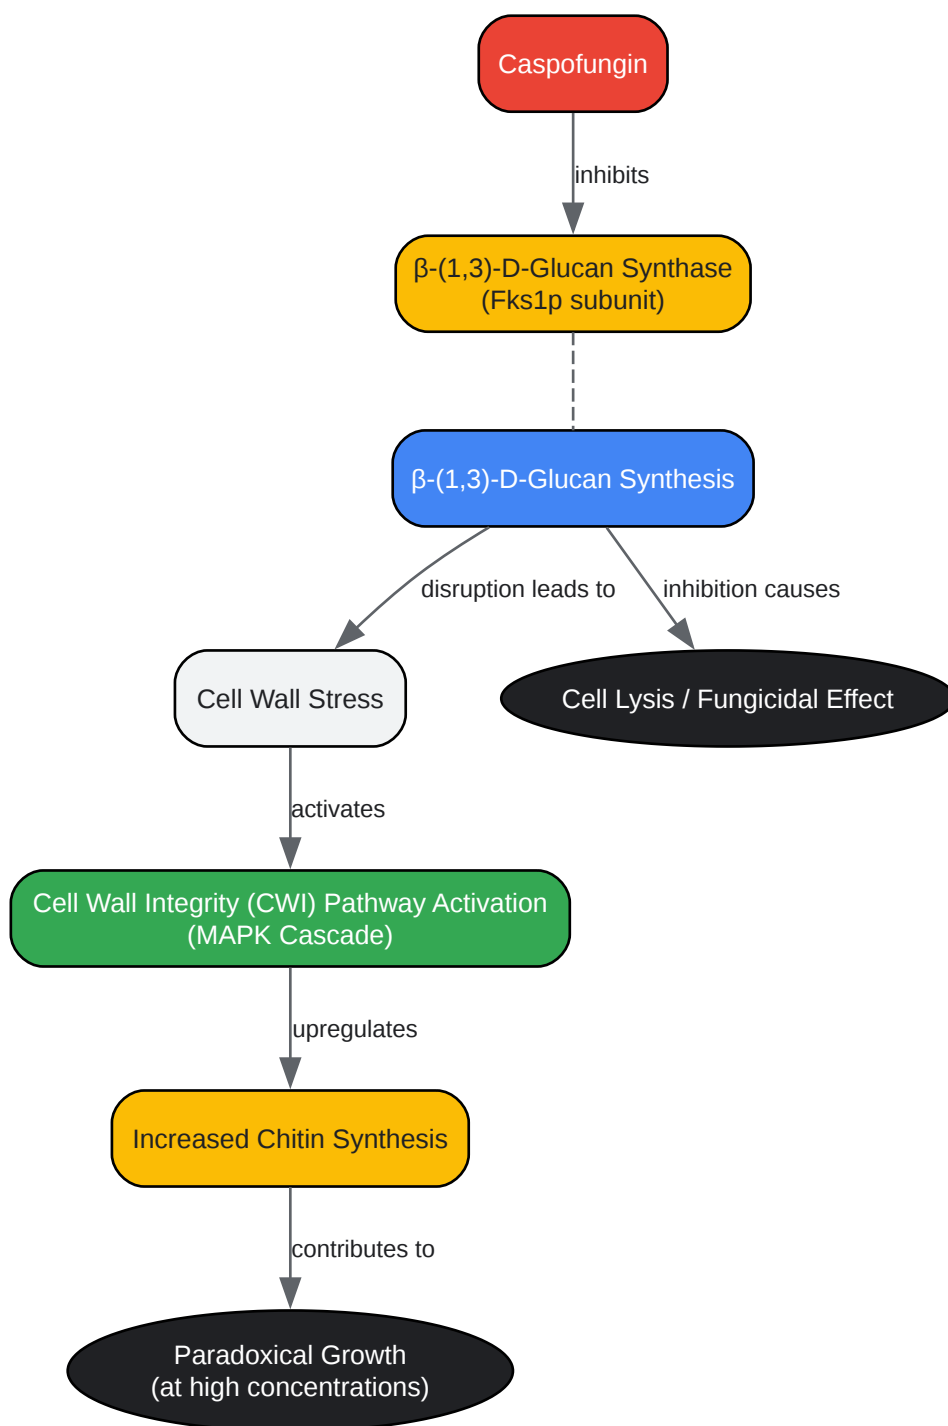 Caspofungin
inhibits
β-(1,3)-D-Glucan Synthase
(Fks1p subunit)
β-(1,3)-D-Glucan Synthesis
disruption leads to
inhibition causes
Cell Wall Stress
Cell Lysis / Fungicidal Effect
activates
Cell Wall Integrity (CWI) Pathway Activation
(MAPK Cascade)
upregulates
Increased Chitin Synthesis
contributes to
Paradoxical Growth
(at high concentrations)